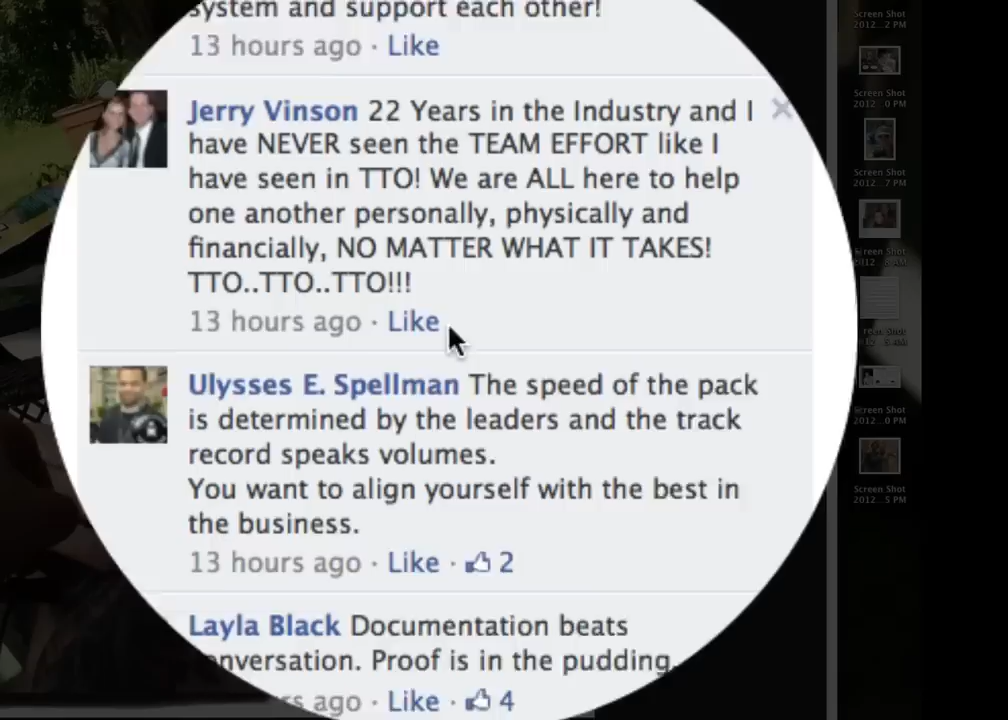 system and support each other!
13 hours ago · Like
Jerry Vinson 22 Years in the Industry and I
have NEVER seen the TEAM EFFORT like I
have seen in TTO! We are ALL here to help
one another personally, physically and
financially, NO MATTER WHAT IT TAKES!
TTO..TTO..TTO!!!
13 hours ago · Like
Ulysses E. Spellman The speed of the pack
is determined by the leaders and the track
record speaks volumes.
You want to align yourself with the best in
the business.
13 hours ago · Like · 2
Layla Black Documentation beats
conversation. Proof is in the pudding.
ago · Like · 4
Screen Shot
2012...2 PM
Screen Shot
2012...0 PM
Screen Shot
2012...7 PM
Screen Shot
Screen Shot
2012...0 PM
Screen Shot
2012...5 PM